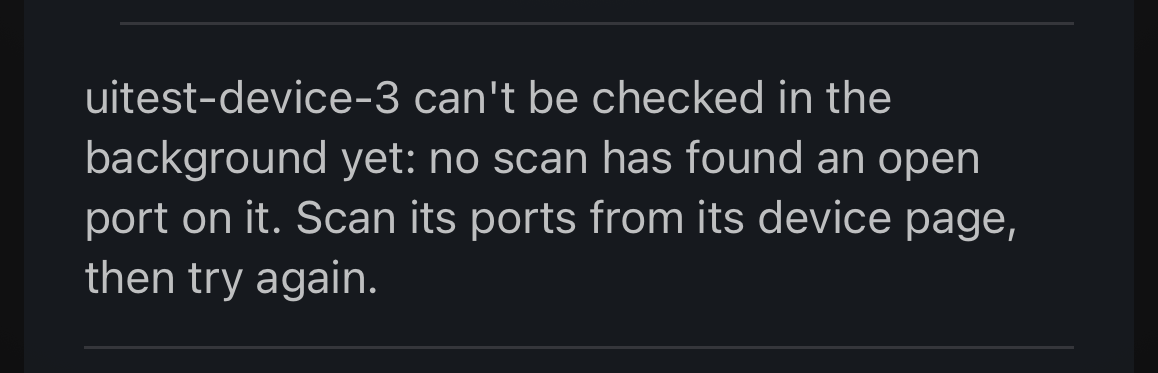 uitest-device-3 can't be checked in the
background yet: no scan has found an open
port on it. Scan its ports from its device page,
then try again.